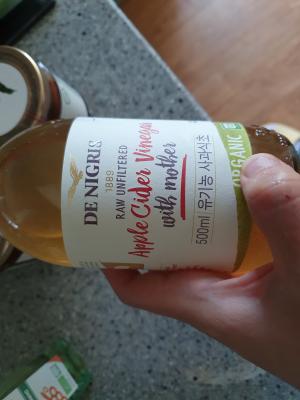 DE NIGRIS
1889
RAW UNFILTERED
Apple Cider Vinegar
with mother
500ml 유기농 사과식초
ORGANIC